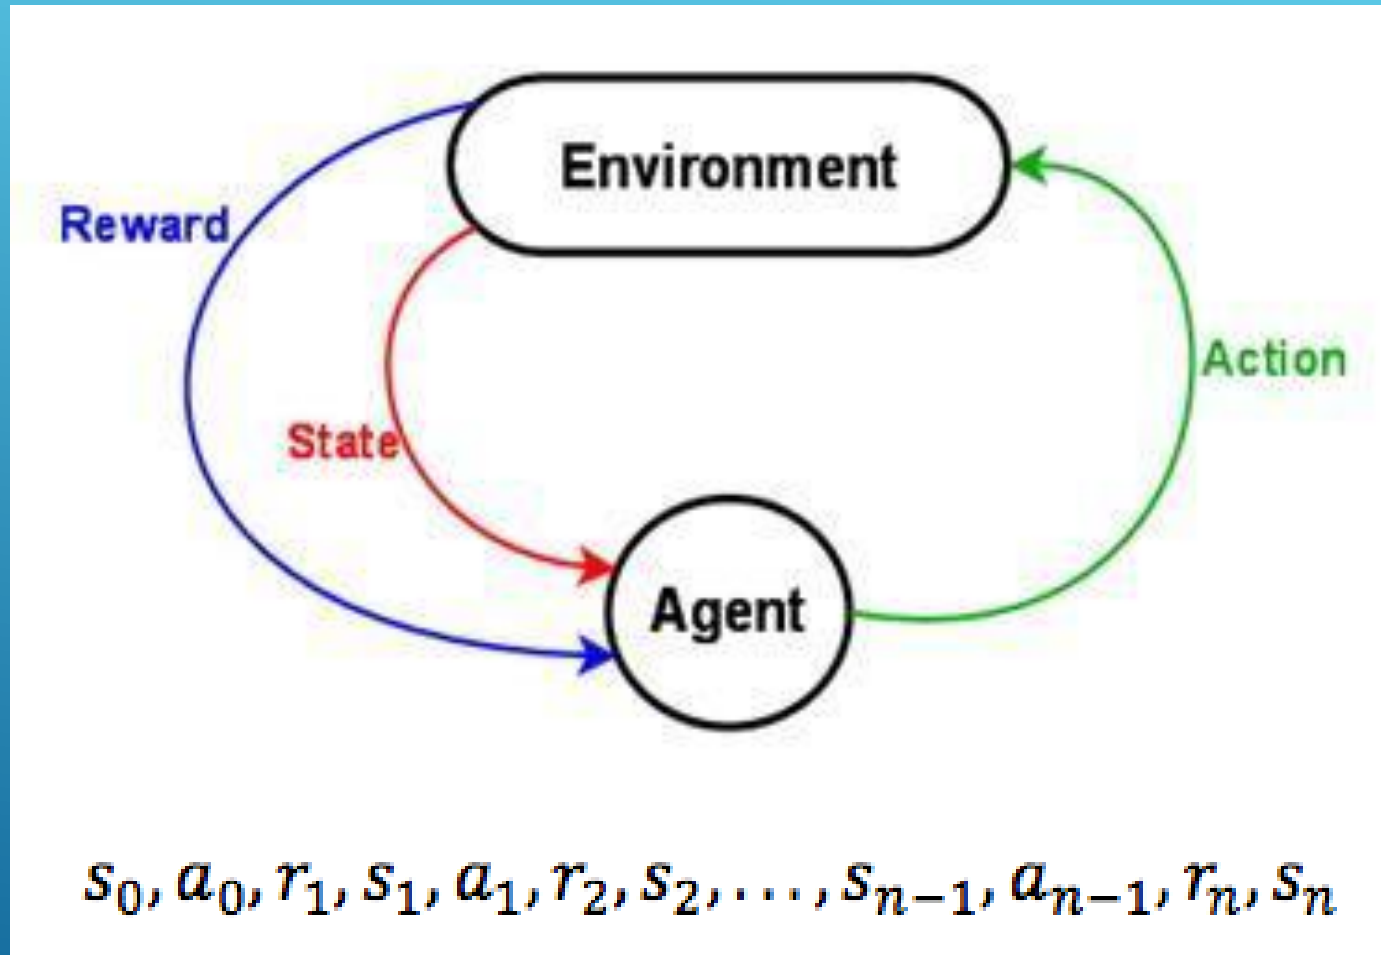 Environment
Reward
Action
State
Agent
s₀, a₀, r₁, s₁, a₁, r₂, s₂, . . . , sₙ₋₁, aₙ₋₁, rₙ, sₙ